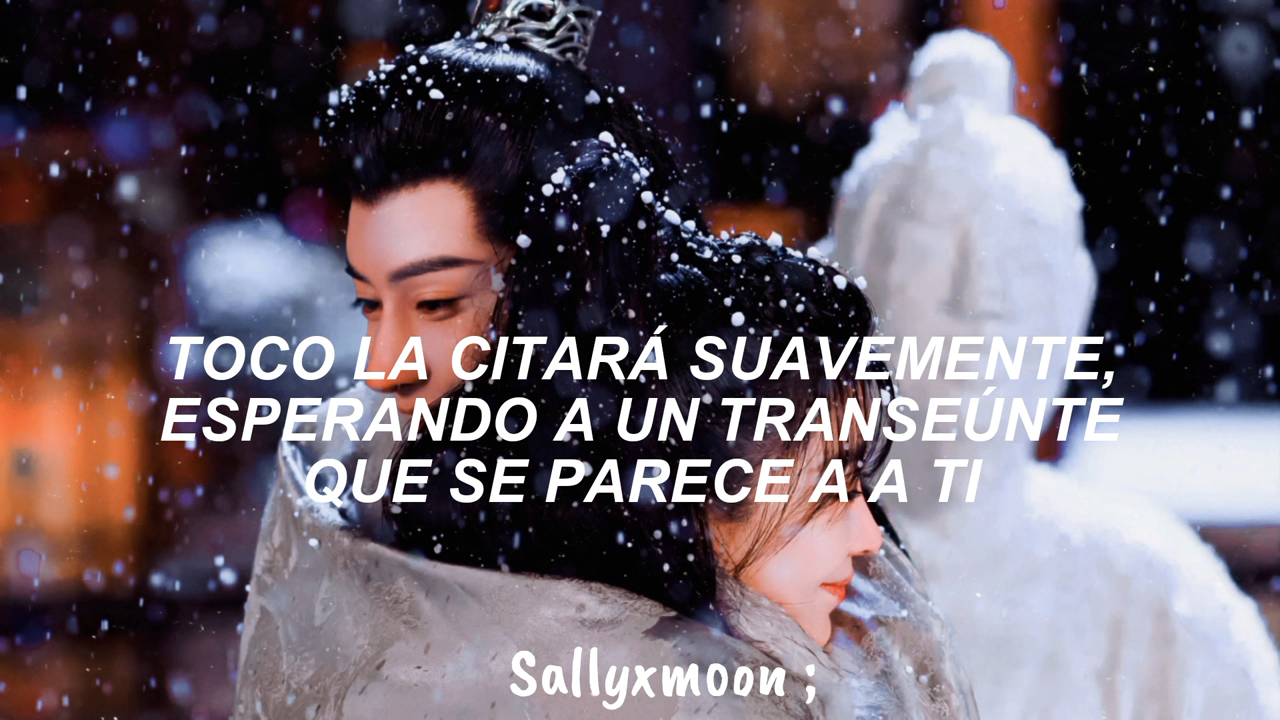 TOCO LA CITARÁ SUAVEMENTE,
ESPERANDO A UN TRANSEÚNTE
QUE SE PARECE A A TI
Sallyxmoon ;